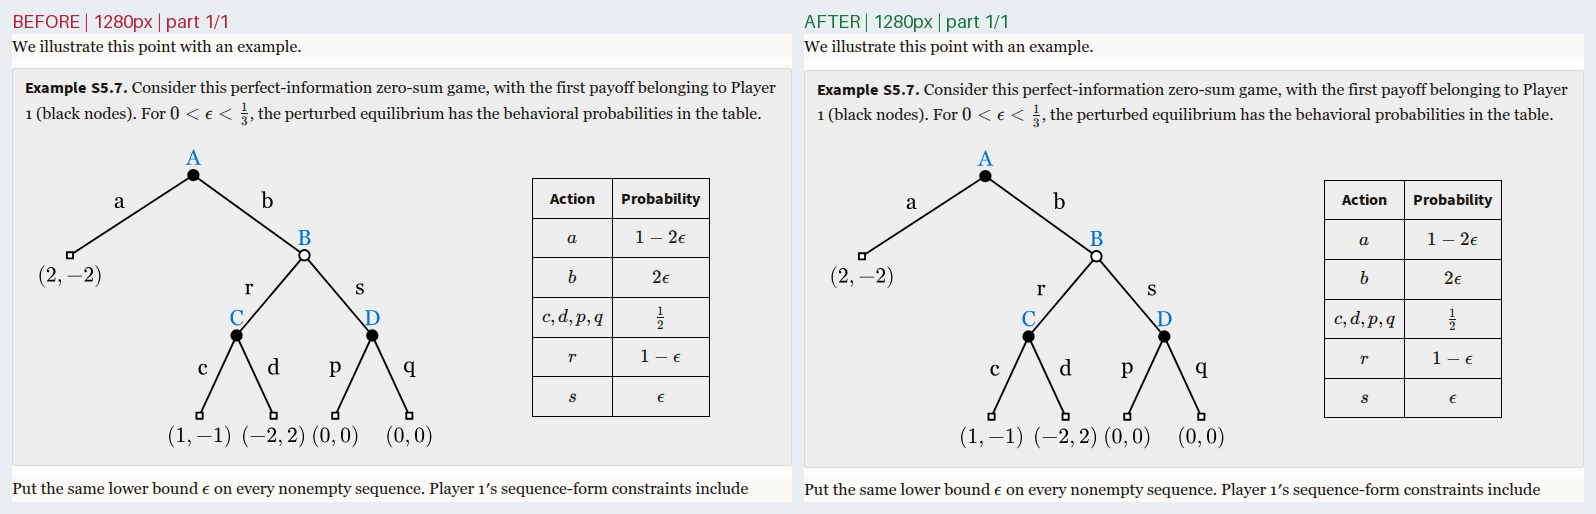 BEFORE | 1280px | part 1/1
We illustrate this point with an example.
Example S5.7. Consider this perfect-information zero-sum game, with the first payoff belonging to Player
1 (black nodes). For 0 < ϵ < 1/3, the perturbed equilibrium has the behavioral probabilities in the table.
A
a b
B
(2, −2)
r s
C D
c d p q
(1, −1) (−2, 2) (0, 0) (0, 0)
Action Probability
a 1 − 2ϵ
b 2ϵ
c, d, p, q 1/2
r 1 − ϵ
s ϵ
Put the same lower bound ϵ on every nonempty sequence. Player 1′s sequence-form constraints include
AFTER | 1280px | part 1/1
We illustrate this point with an example.
Example S5.7. Consider this perfect-information zero-sum game, with the first payoff belonging to Player
1 (black nodes). For 0 < ϵ < 1/3, the perturbed equilibrium has the behavioral probabilities in the table.
A
a b
B
(2, −2)
r s
C D
c d p q
(1, −1) (−2, 2) (0, 0) (0, 0)
Action Probability
a 1 − 2ϵ
b 2ϵ
c, d, p, q 1/2
r 1 − ϵ
s ϵ
Put the same lower bound ϵ on every nonempty sequence. Player 1′s sequence-form constraints include